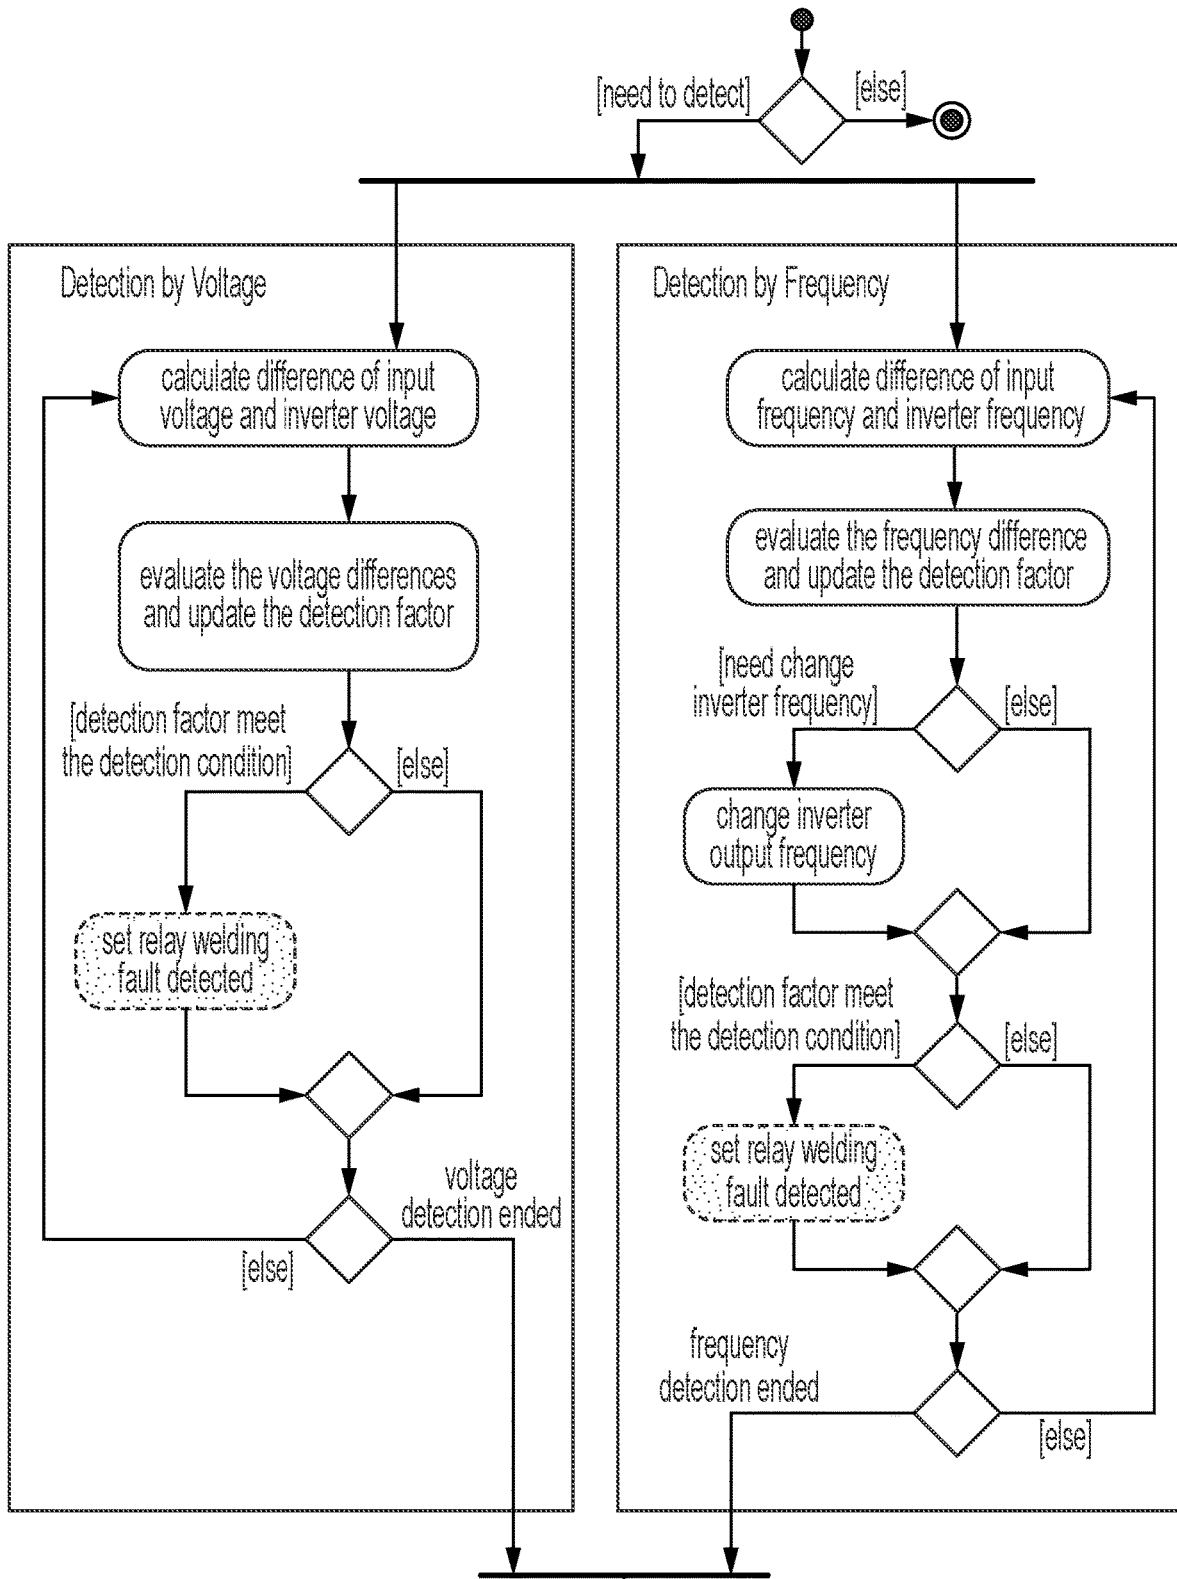 [need to detect]
[else]
Detection by Voltage
calculate difference of input
voltage and inverter voltage
evaluate the voltage differences
and update the detection factor
[detection factor meet
the detection condition]
[else]
set relay welding
fault detected
voltage
detection ended
[else]
Detection by Frequency
calculate difference of input
frequency and inverter frequency
evaluate the frequency difference
and update the detection factor
[need change
inverter frequency]
[else]
change inverter
output frequency
[detection factor meet
the detection condition]
[else]
set relay welding
fault detected
frequency
detection ended
[else]